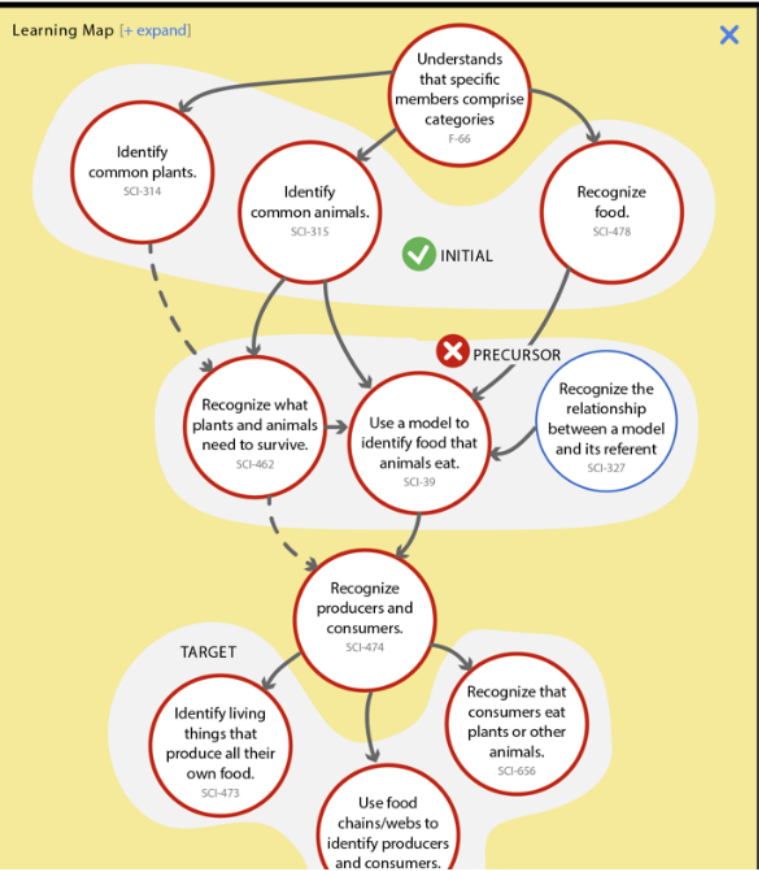 Learning Map [+ expand]
Understands
that specific
members comprise
categories
F-66
Identify
common plants.
SCI-314
Identify
common animals.
SCI-315
Recognize
food.
SCI-478
INITIAL
PRECURSOR
Recognize what
plants and animals
need to survive.
SCI-462
Use a model to
identify food that
animals eat.
SCI-39
Recognize the
relationship
between a model
and its referent
SCI-327
Recognize
producers and
consumers.
SCI-474
TARGET
Identify living
things that
produce all their
own food.
SCI-473
Recognize that
consumers eat
plants or other
animals.
SCI-656
Use food
chains/webs to
identify producers
and consumers.